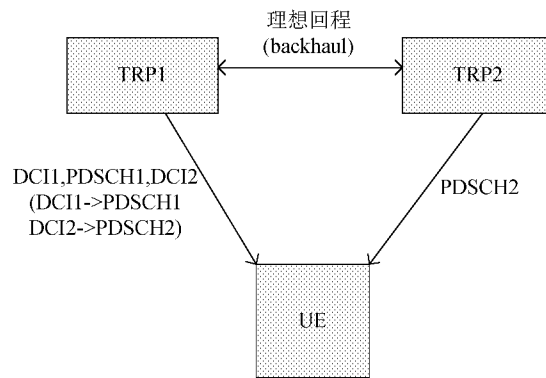 理想回程
(backhaul)
TRP1
TRP2
DCI1,PDSCH1,DCI2
(DCI1->PDSCH1
DCI2->PDSCH2)
PDSCH2
UE